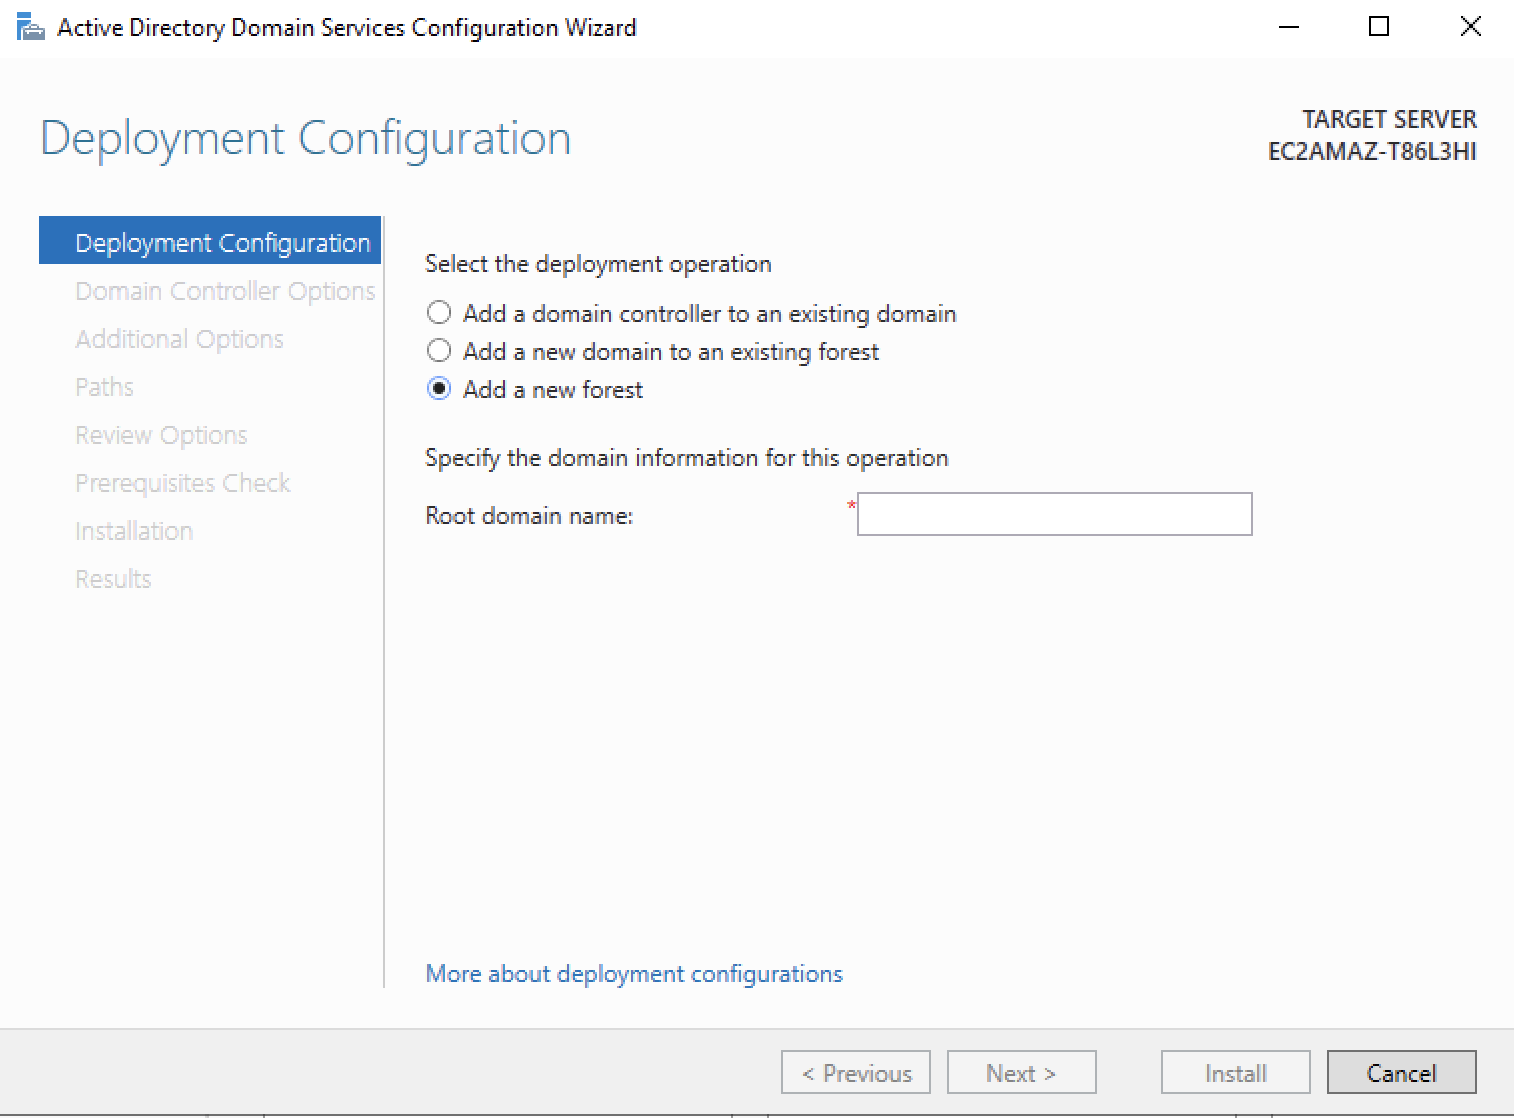 Active Directory Domain Services Configuration Wizard
Deployment Configuration
TARGET SERVER
EC2AMAZ-T86L3HI
Deployment Configuration
Domain Controller Options
Additional Options
Paths
Review Options
Prerequisites Check
Installation
Results
Select the deployment operation
Add a domain controller to an existing domain
Add a new domain to an existing forest
Add a new forest
Specify the domain information for this operation
Root domain name: *
More about deployment configurations
< Previous Next > Install Cancel